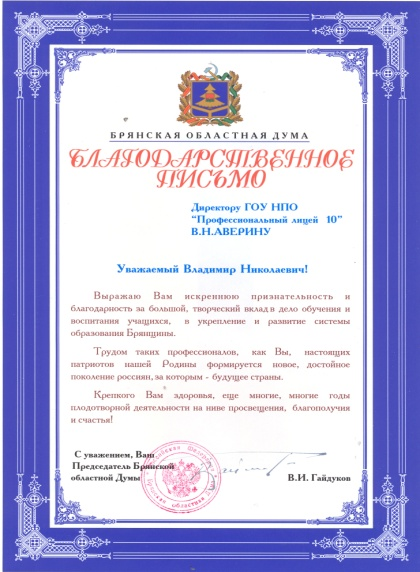 БРЯНСКАЯ ОБЛАСТНАЯ ДУМА
БЛАГОДАРСТВЕННОЕ
ПИСЬМО
Директору ГОУ НПО
"Профессиональный лицей 10"
В.Н.АВЕРИНУ
Уважаемый Владимир Николаевич!
Выражаю Вам искреннюю признательность и
благодарность за большой, творческий вклад в дело обучения и
воспитания учащихся, в укрепление и развитие системы
образования Брянщины.
Трудом таких профессионалов, как Вы, настоящих
патриотов нашей Родины формируется новое, достойное
поколение россиян, за которым - будущее страны.
Крепкого Вам здоровья, еще многие, многие годы
плодотворной деятельности на ниве просвещения, благополучия
и счастья!
С уважением, Ваш
Председатель Брянской
областной Думы
В.И. Гайдуков